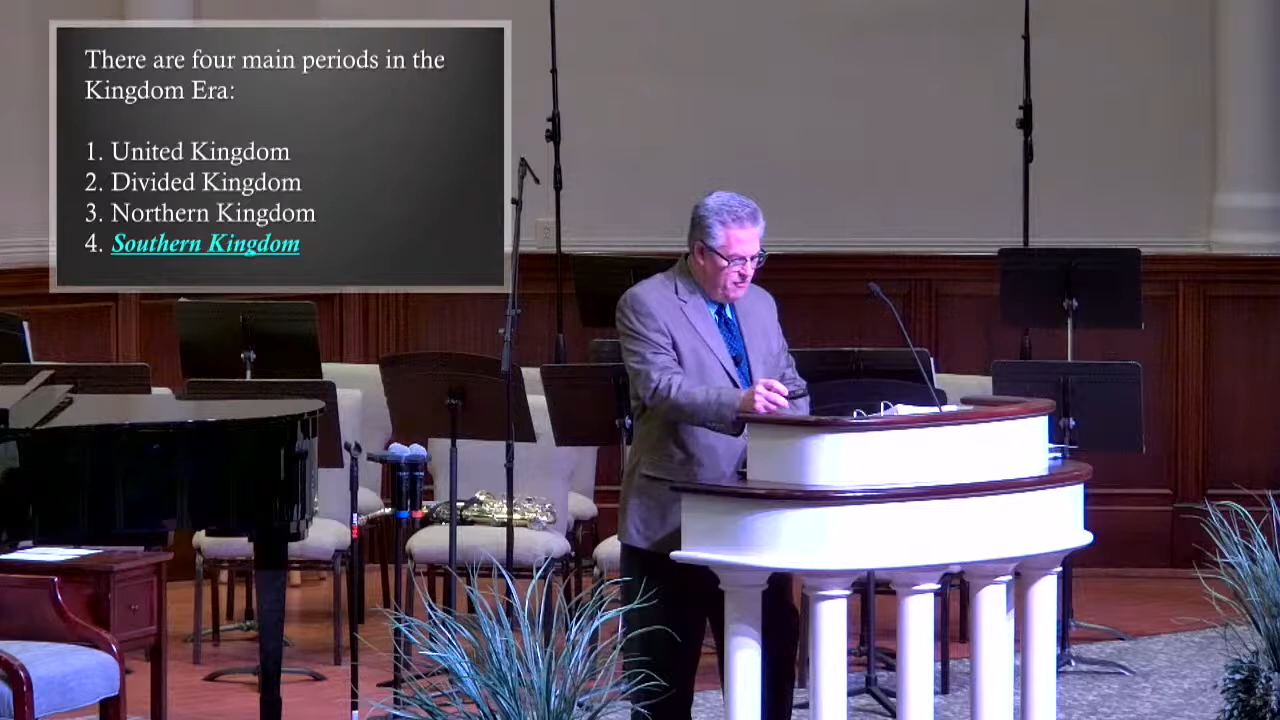 There are four main periods in the
Kingdom Era:
1. United Kingdom
2. Divided Kingdom
3. Northern Kingdom
4. Southern Kingdom